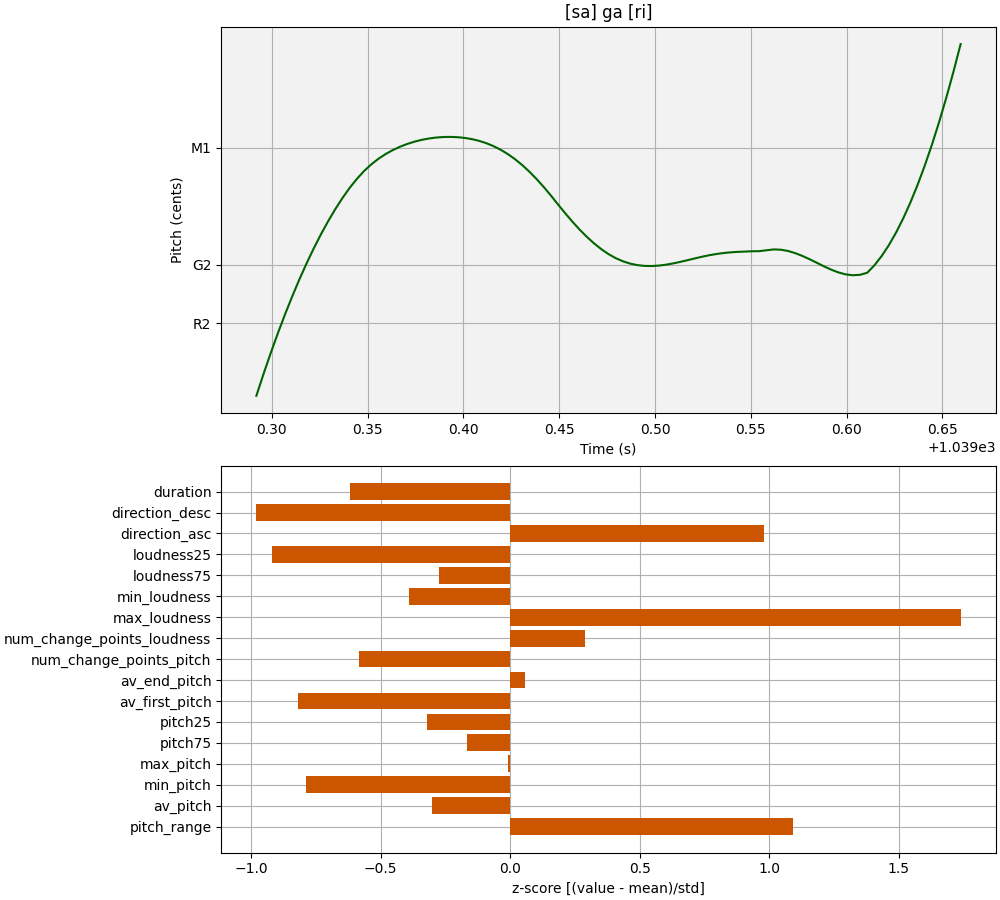 [sa] ga [ri]
M1
G2
R2
Pitch (cents)
0.30 0.35 0.40 0.45 0.50 0.55 0.60 0.65
+1.039e3
Time (s)
duration
direction_desc
direction_asc
loudness25
loudness75
min_loudness
max_loudness
num_change_points_loudness
num_change_points_pitch
av_end_pitch
av_first_pitch
pitch25
pitch75
max_pitch
min_pitch
av_pitch
pitch_range
−1.0 −0.5 0.0 0.5 1.0 1.5
z-score [(value - mean)/std]